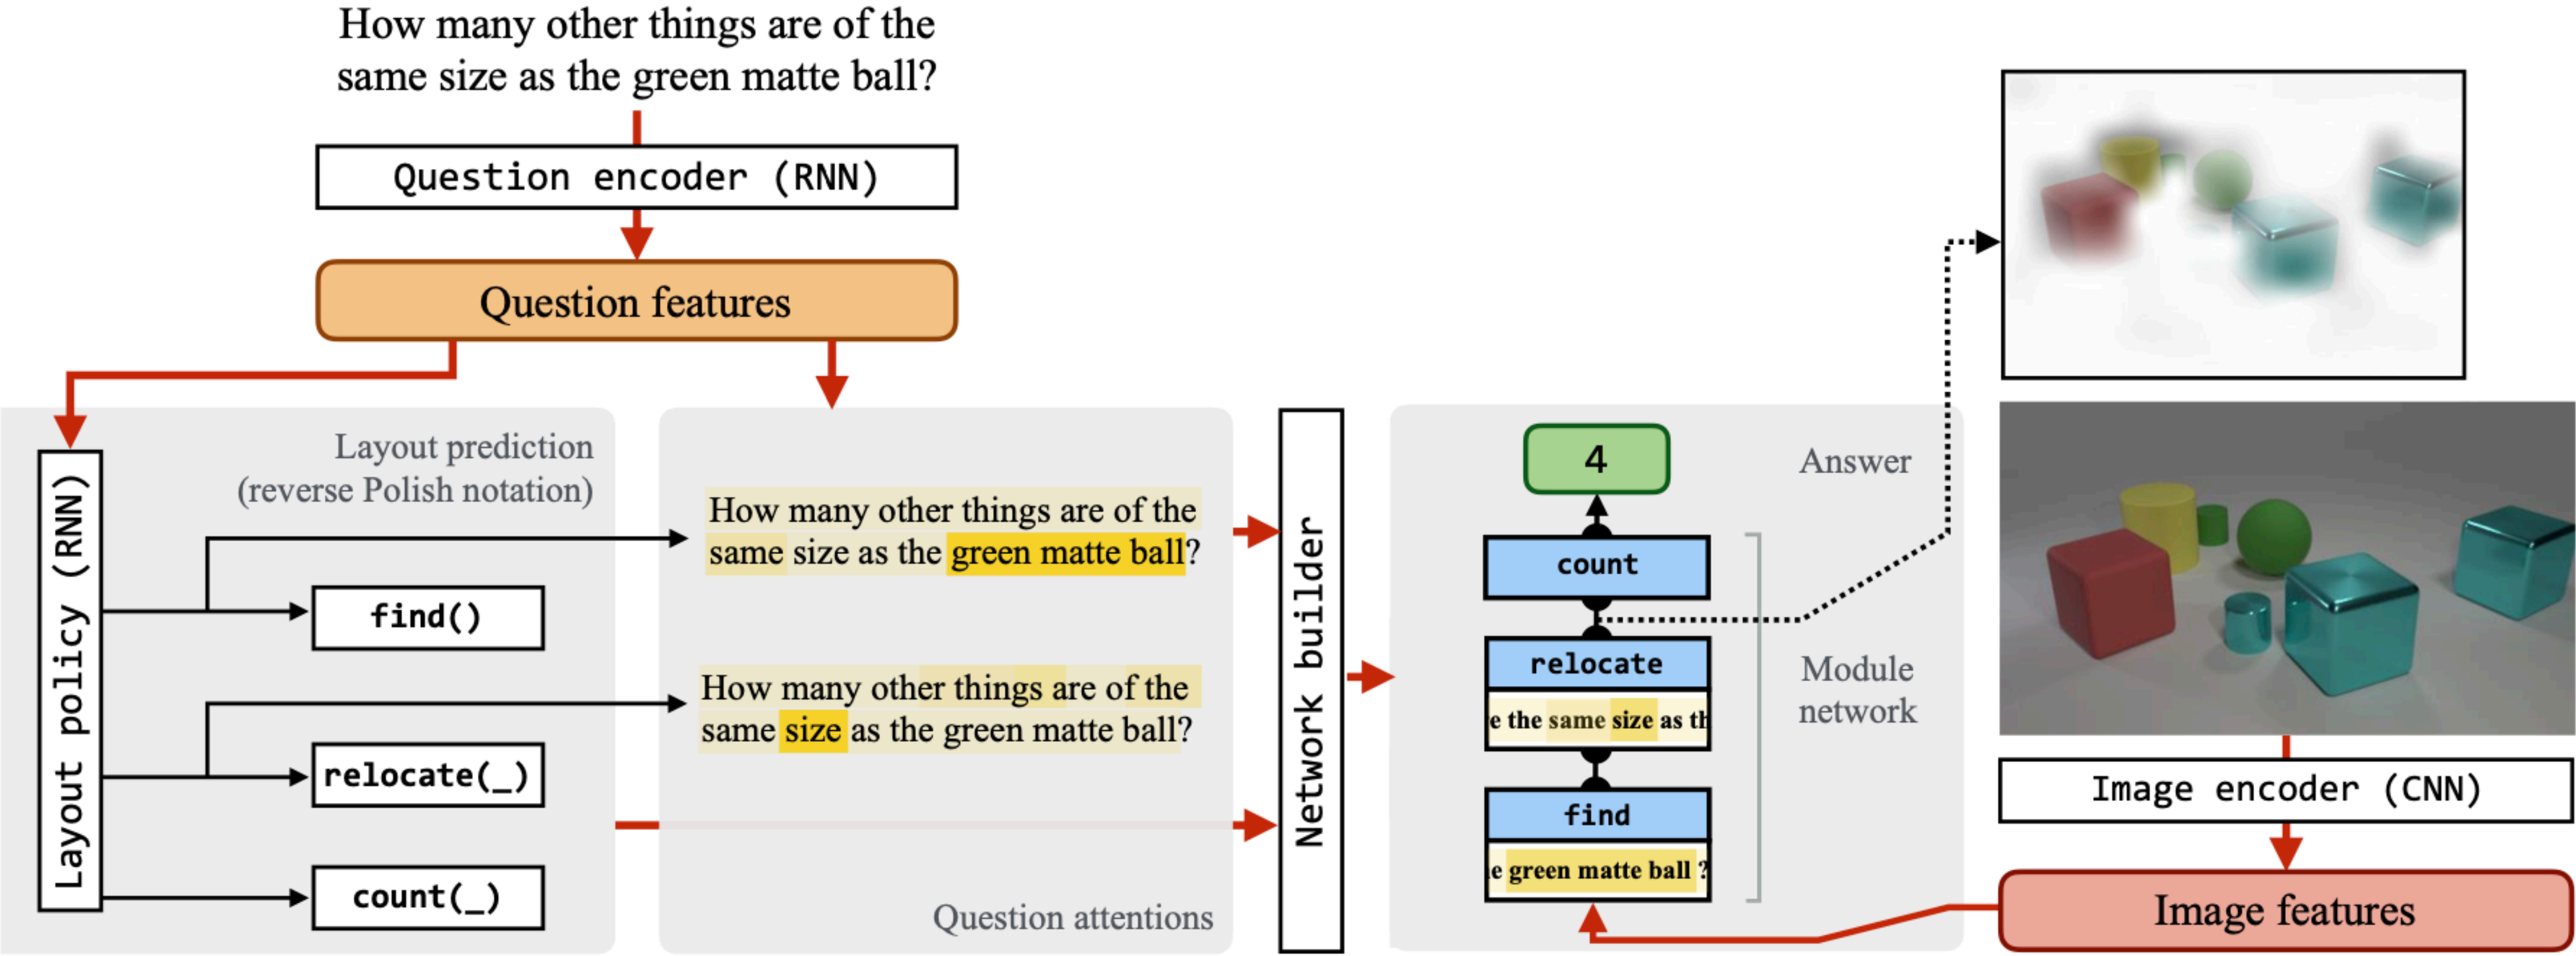 How many other things are of the
same size as the green matte ball?
Question encoder (RNN)
Question features
Layout policy (RNN)
Layout prediction
(reverse Polish notation)
find()
relocate(_)
count(_)
How many other things are of the
same size as the green matte ball?
How many other things are of the
same size as the green matte ball?
Question attentions
Network builder
4
Answer
count
relocate
e the same size as th
find
e green matte ball ?
Module
network
Image encoder (CNN)
Image features